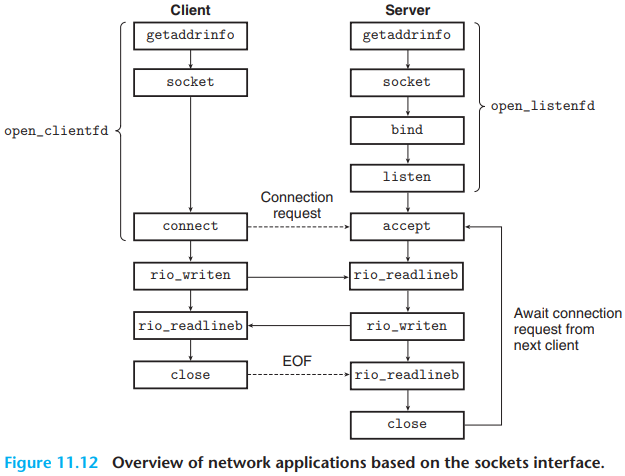 Client
Server
getaddrinfo
getaddrinfo
socket
socket
open_clientfd
open_listenfd
bind
listen
Connection
request
connect
accept
rio_writen
rio_readlineb
Await connection
request from
next client
rio_readlineb
rio_writen
EOF
close
rio_readlineb
close
Figure 11.12 Overview of network applications based on the sockets interface.